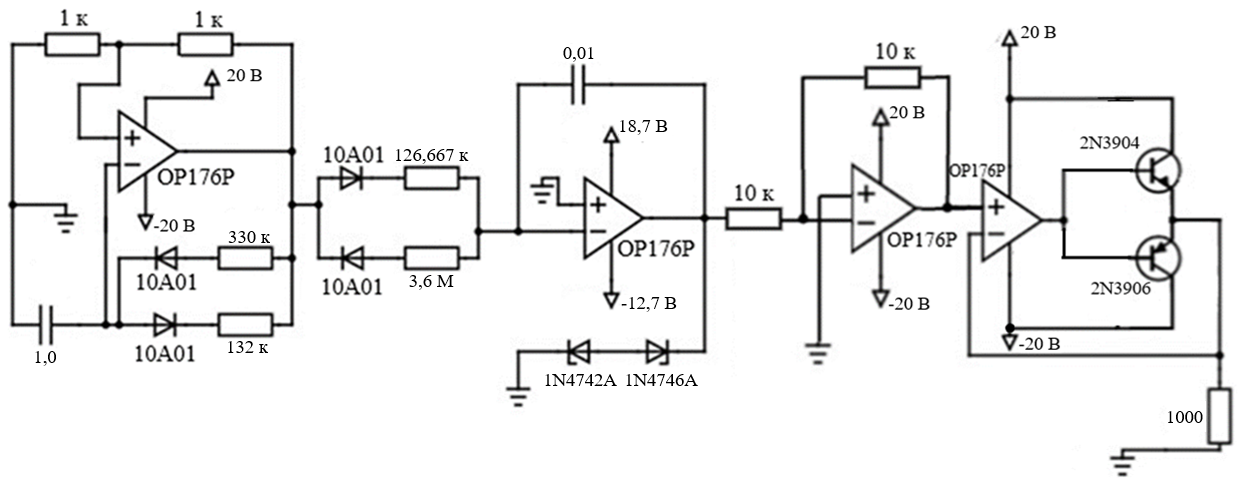 1 к
1 к
20 В
OP176P
-20 В
330 к
10A01
132 к
10A01
1,0
10A01
126,667 к
10A01
3,6 М
0,01
18,7 В
OP176P
-12,7 В
1N4742A
1N4746A
10 к
10 к
20 В
OP176P
-20 В
20 В
OP176P
-20 В
2N3904
2N3906
1000